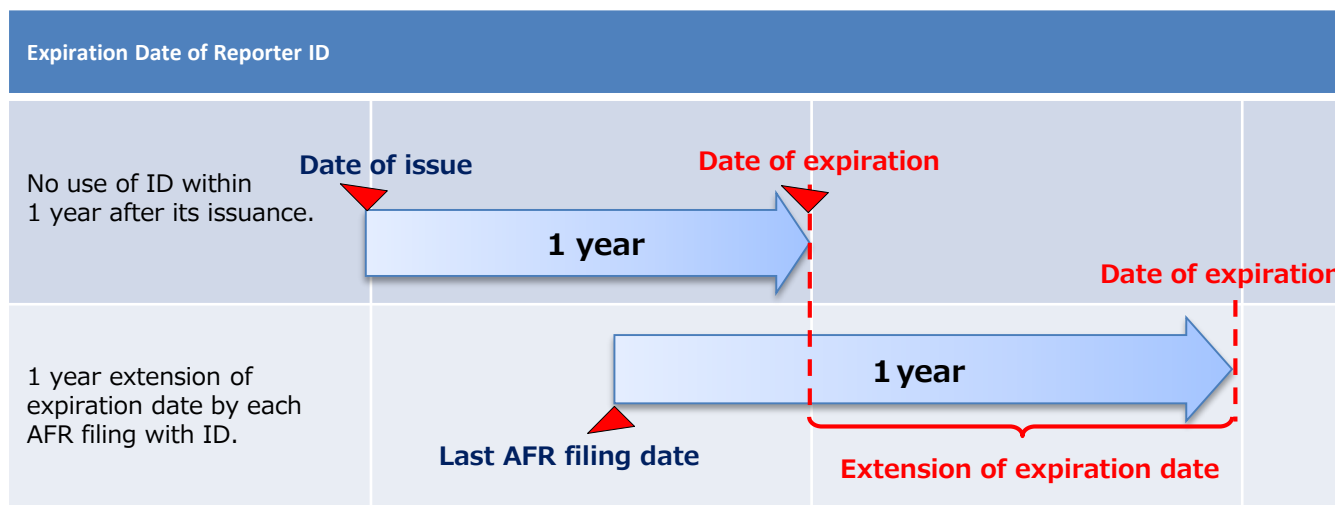 Expiration Date of Reporter ID
Date of issue
Date of expiration
No use of ID within
1 year after its issuance.
1 year
Date of expiration
1 year extension of
expiration date by each
AFR filing with ID.
1 year
Last AFR filing date
Extension of expiration date